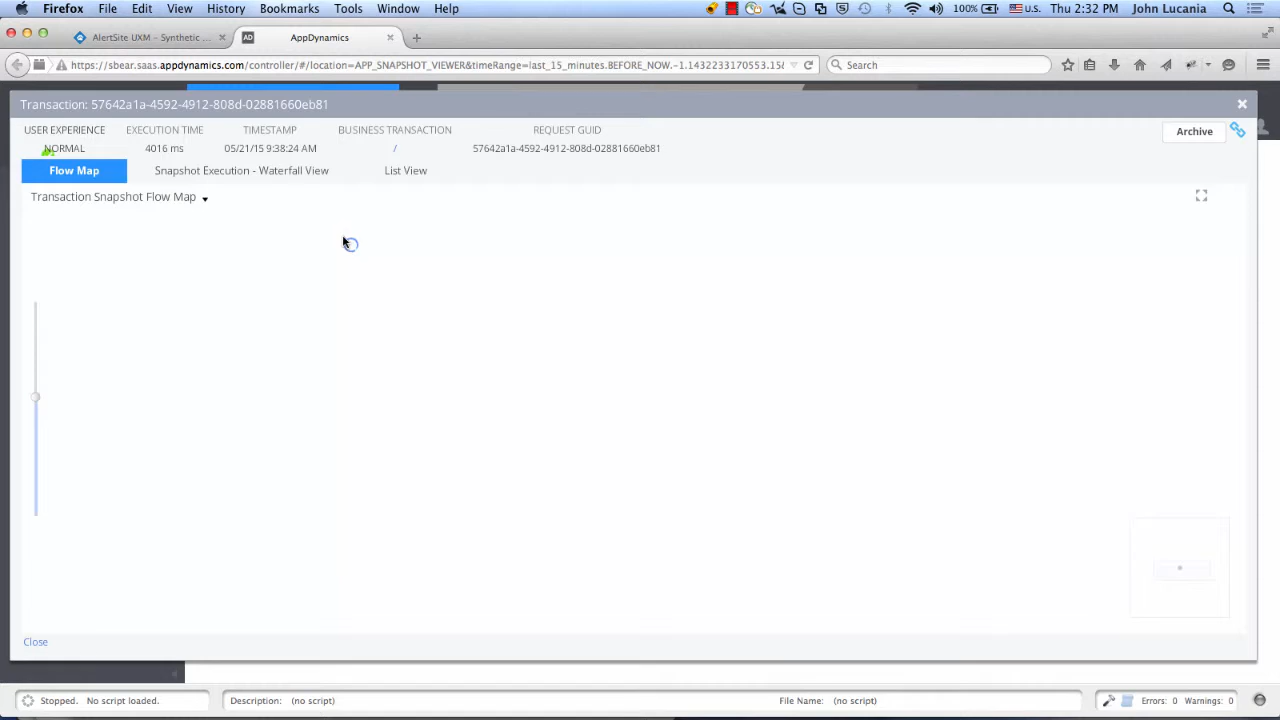 Firefox File Edit View History Bookmarks Tools Window Help 100% U.S. Thu 2:32 PM John Lucania
AlertSite UXM – Synthetic ... × AD AppDynamics × +
https://sbear.saas.appdynamics.com/controller/#/location=APP_SNAPSHOT_VIEWER&timeRange=last_15_minutes.BEFORE_NOW.-1.1432233170553.15 Search
Transaction: 57642a1a-4592-4912-808d-02881660eb81
USER EXPERIENCE EXECUTION TIME TIMESTAMP BUSINESS TRANSACTION REQUEST GUID
NORMAL 4016 ms 05/21/15 9:38:24 AM / 57642a1a-4592-4912-808d-02881660eb81
Archive
Flow Map Snapshot Execution - Waterfall View List View
Transaction Snapshot Flow Map
Close
Stopped. No script loaded. Description: (no script) File Name: (no script) Errors: 0 Warnings: 0